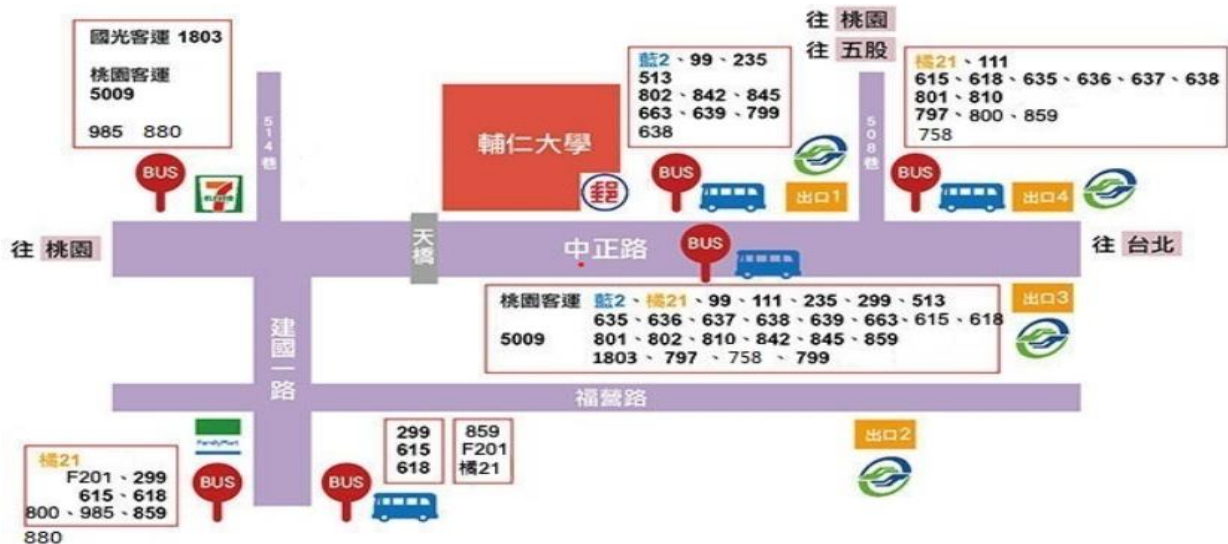 國光客運 1803
桃園客運
5009
985 880
BUS
7
ELEVEN
514巷
輔仁大學
郵
往 桃園
往 五股
藍2、99、235
513
802、842、845
663、639、799
638
BUS
出口1
508巷
橘21、111
615、618、635、636、637、638
801、810
797、800、859
758
BUS
出口4
往 桃園
天橋
中正路
BUS
往 台北
桃園客運 藍2、橘21、99、111、235、299、513
635、636、637、638、639、663、615、618
5009 801、802、810、842、845、859
1803、797、758、799
出口3
建國一路
福營路
FamilyMart
橘21
F201、299
615、618
800、985、859
880
BUS
BUS
299
615
618
859
F201
橘21
出口2